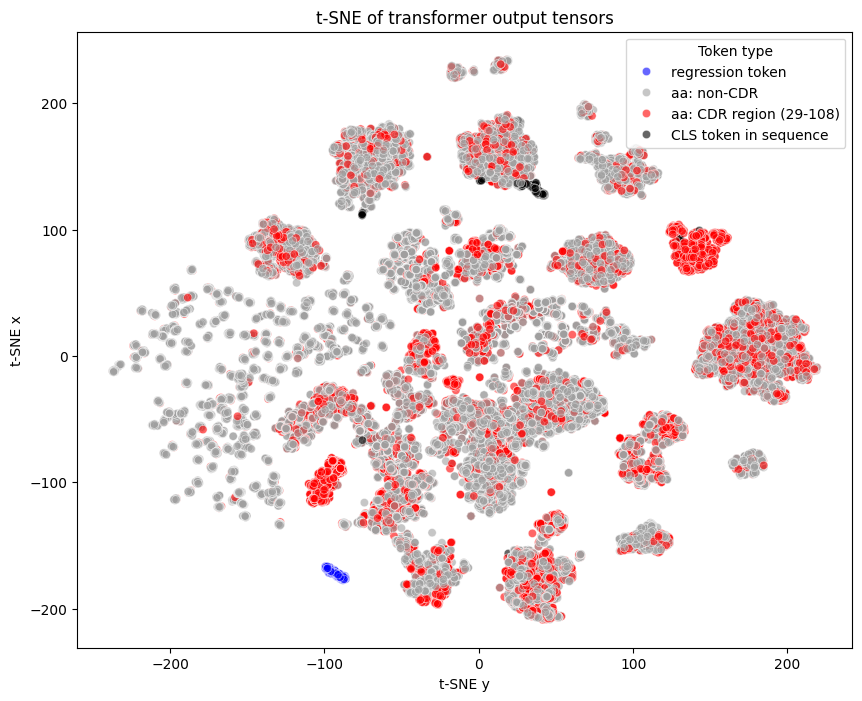 t-SNE of transformer output tensors
Token type
regression token
aa: non-CDR
aa: CDR region (29-108)
CLS token in sequence
t-SNE x
200
100
0
−100
−200
−200
−100
0
100
200
t-SNE y